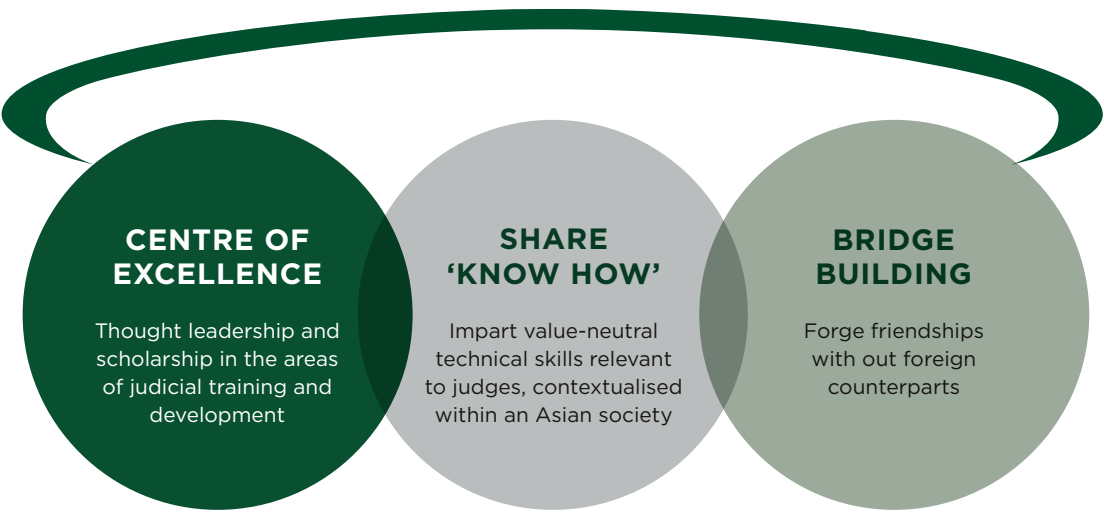 CENTRE OF
EXCELLENCE
Thought leadership and
scholarship in the areas
of judicial training and
development
SHARE
‘KNOW HOW’
Impart value-neutral
technical skills relevant
to judges, contextualised
within an Asian society
BRIDGE
BUILDING
Forge friendships
with out foreign
counterparts